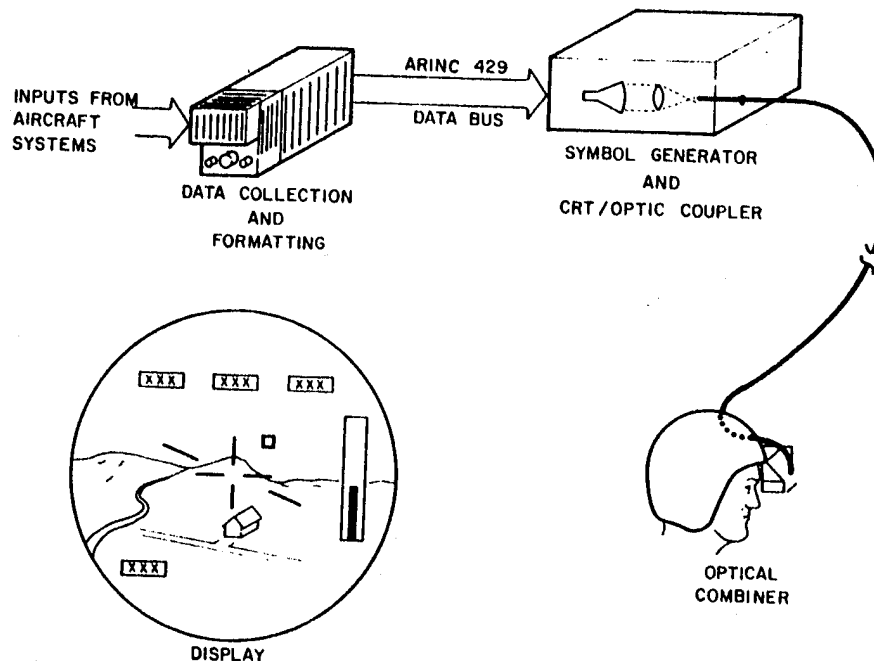 INPUTS FROM
AIRCRAFT
SYSTEMS
DATA COLLECTION
AND
FORMATTING
ARINC 429
DATA BUS
SYMBOL GENERATOR
AND
CRT/OPTIC COUPLER
XXX XXX XXX
XXX
DISPLAY
OPTICAL
COMBINER